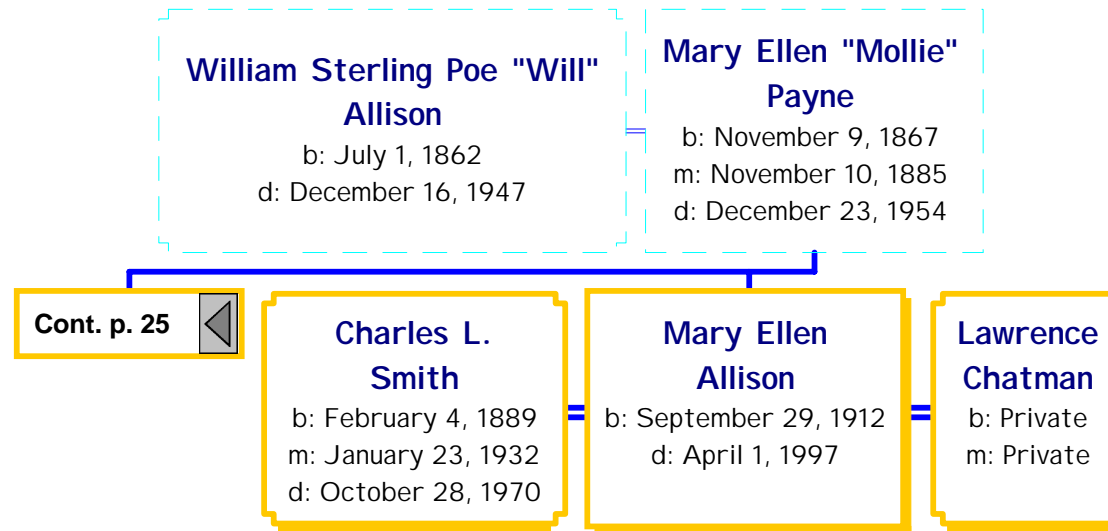 William Sterling Poe "Will"
Allison
b: July 1, 1862
d: December 16, 1947
Mary Ellen "Mollie"
Payne
b: November 9, 1867
m: November 10, 1885
d: December 23, 1954
Cont. p. 25
Charles L.
Smith
b: February 4, 1889
m: January 23, 1932
d: October 28, 1970
Mary Ellen
Allison
b: September 29, 1912
d: April 1, 1997
Lawrence
Chatman
b: Private
m: Private